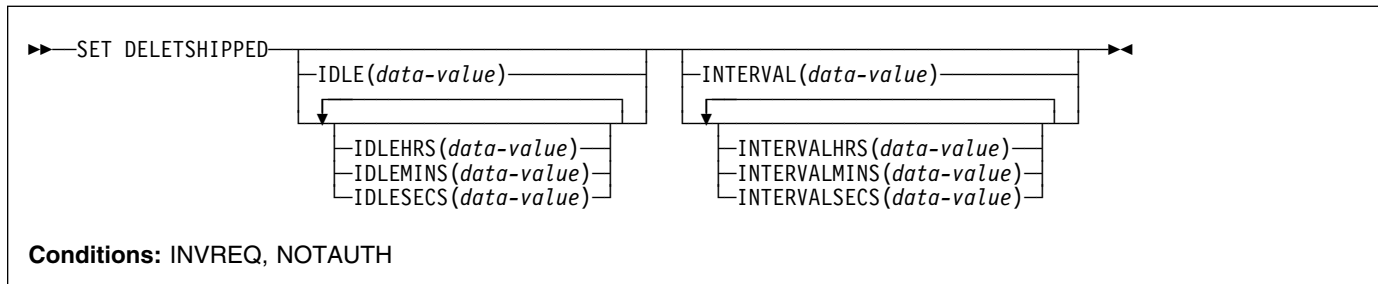 SET DELETSHIPPED
IDLE(data-value) INTERVAL(data-value)
IDLEHRS(data-value) INTERVALHRS(data-value)
IDLEMINS(data-value) INTERVALMINS(data-value)
IDLESECS(data-value) INTERVALSECS(data-value)
Conditions: INVREQ, NOTAUTH